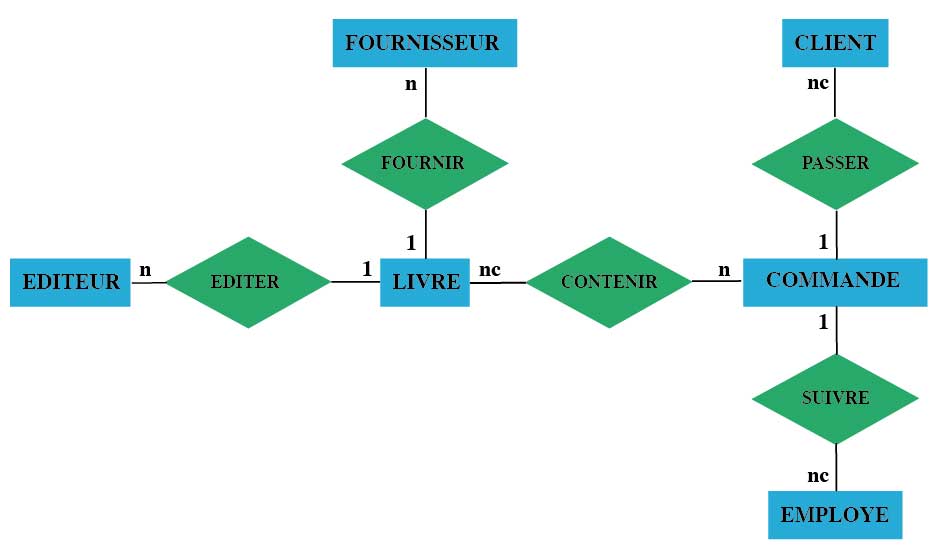 FOURNISSEUR
CLIENT
n
nc
FOURNIR
PASSER
1
1
EDITEUR
n
EDITER
1
LIVRE
nc
CONTENIR
n
COMMANDE
1
SUIVRE
nc
EMPLOYE